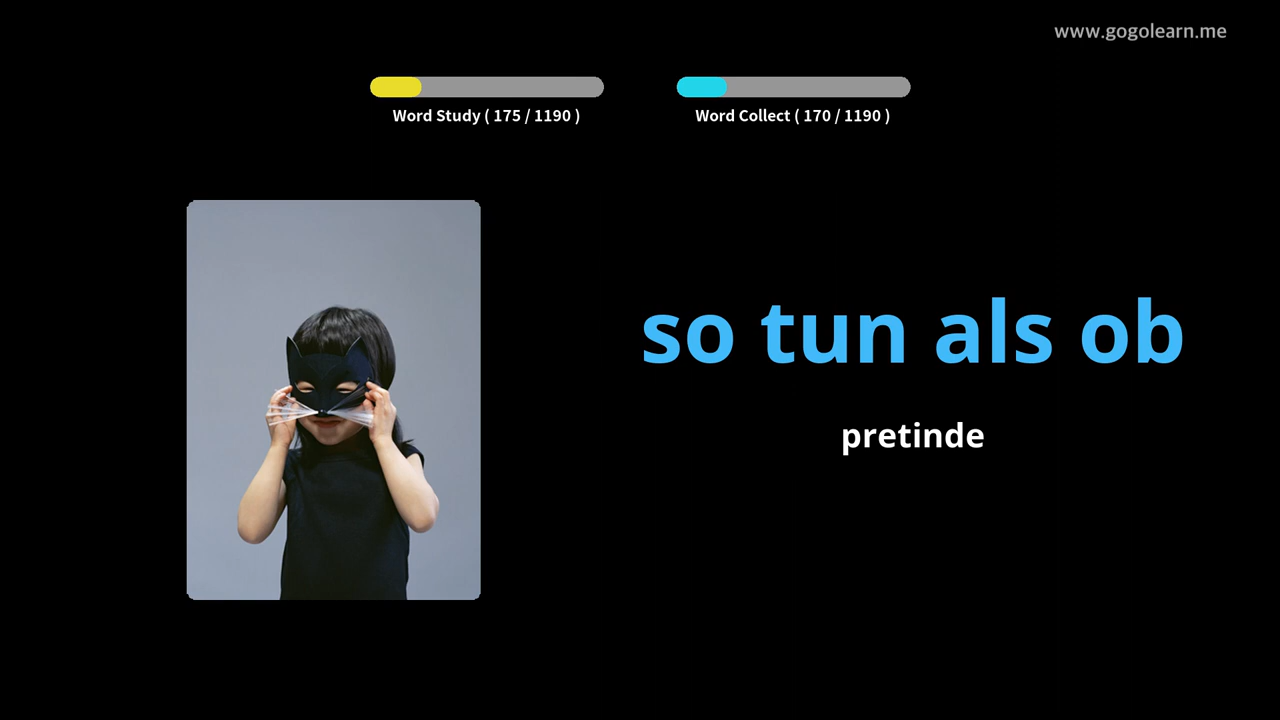 www.gogolearn.me
Word Study ( 175 / 1190 )
Word Collect ( 170 / 1190 )
so tun als ob
pretinde